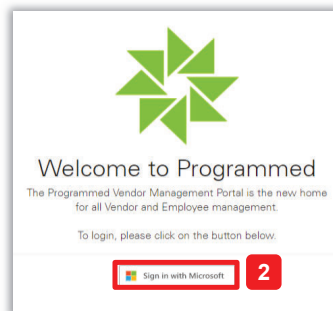 Welcome to Programmed
The Programmed Vendor Management Portal is the new home
for all Vendor and Employee management.
To login, please click on the button below.
Sign in with Microsoft
2